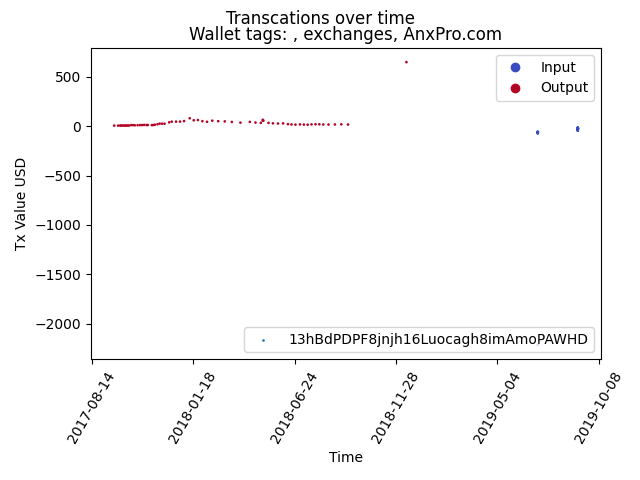 Transcations over time
Wallet tags: , exchanges, AnxPro.com
Input
Output
500
0
−500
−1000
−1500
−2000
Tx Value USD
13hBdPDPF8jnjh16Luocagh8imAmoPAWHD
2017-08-14
2018-01-18
2018-06-24
2018-11-28
2019-05-04
2019-10-08
Time